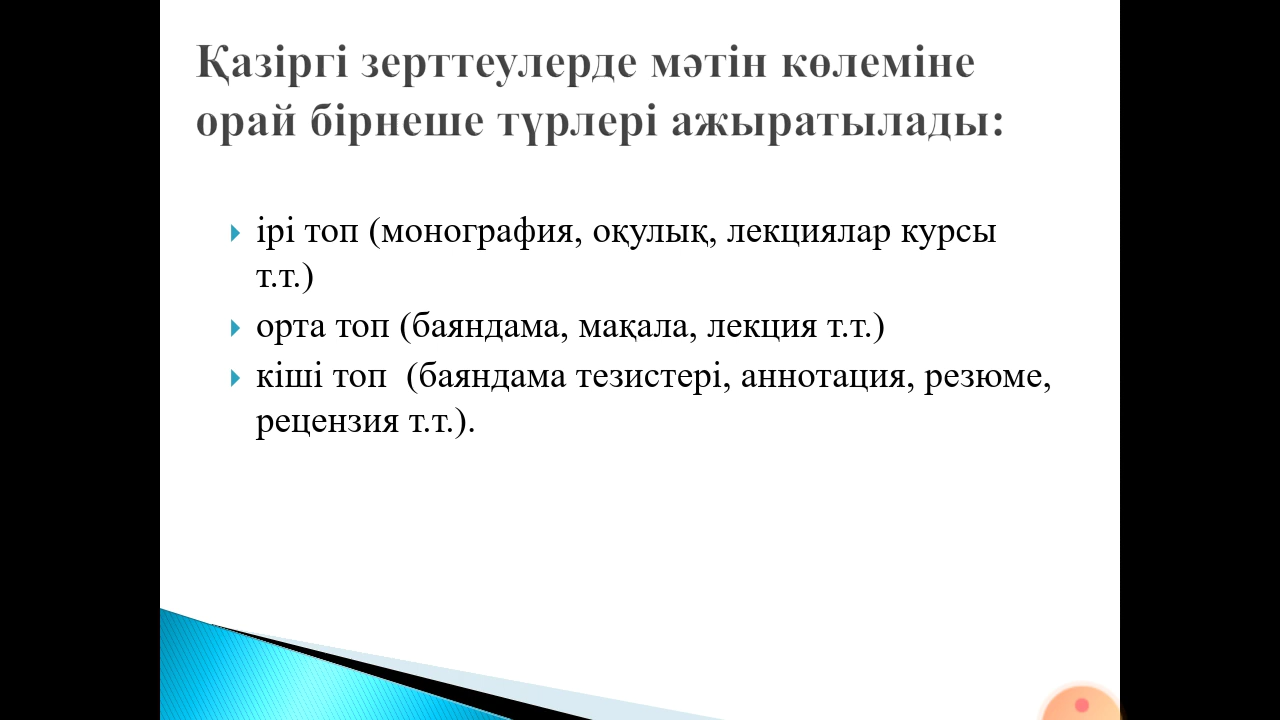 Қазіргі зерттеулерде мәтін көлеміне
орай бірнеше түрлері ажыратылады:
ірі топ (монография, оқулық, лекциялар курсы
т.т.)
орта топ (баяндама, мақала, лекция т.т.)
кіші топ  (баяндама тезистері, аннотация, резюме,
рецензия т.т.).